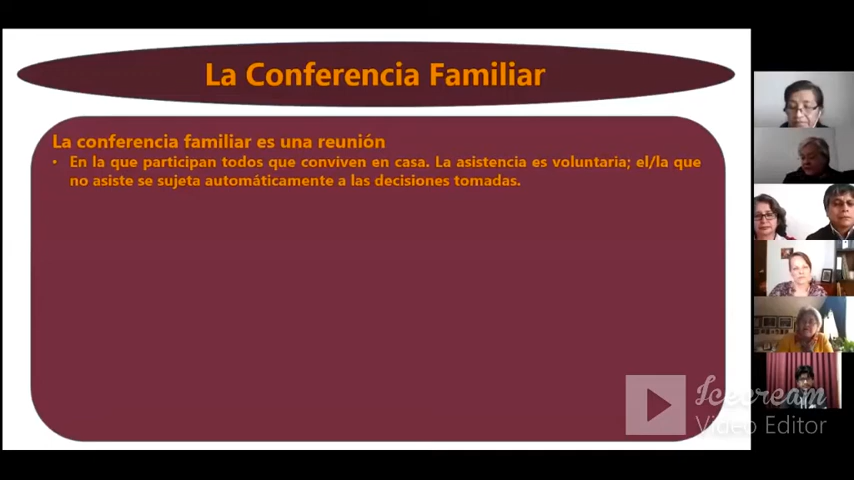 La Conferencia Familiar
La conferencia familiar es una reunión
• En la que participan todos que conviven en casa. La asistencia es voluntaria; el/la que
no asiste se sujeta automáticamente a las decisiones tomadas.
Icecream
Video Editor